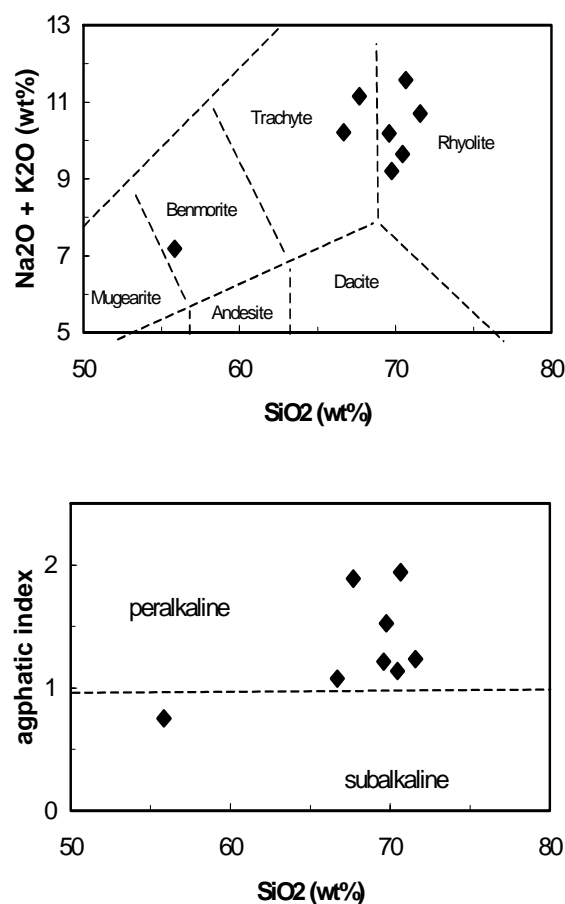 13
11
9
7
5
Na2O + K2O (wt%)
Trachyte
Rhyolite
Benmorite
Mugearite
Andesite
Dacite
50 60 70 80
SiO2 (wt%)
2
1
0
agphatic index
peralkaline
subalkaline
50 60 70 80
SiO2 (wt%)